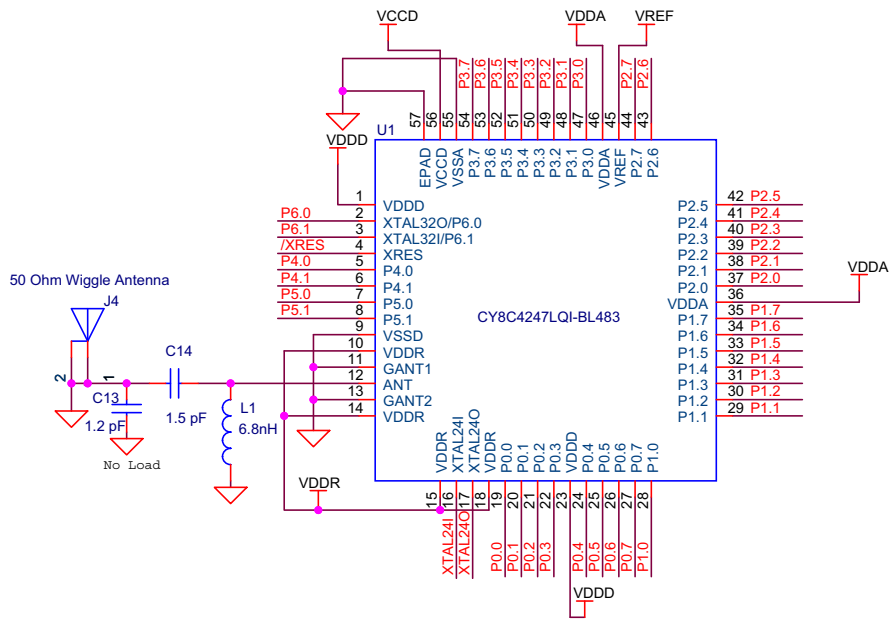 VCCD
VDDA
VREF
P3.7
P3.6
P3.5
P3.4
P3.3
P3.2
P3.1
P3.0
P2.7
P2.6
57
56
55
54
53
52
51
50
49
48
47
46
45
44
43
U1
VDDD
EPAD
VCCD
VSSA
P3.7
P3.6
P3.5
P3.4
P3.3
P3.2
P3.1
P3.0
VDDA
VREF
P2.7
P2.6
1 VDDD
P6.0 2 XTAL32O/P6.0
P6.1 3 XTAL32I/P6.1
/XRES 4 XRES
P4.0 5 P4.0
P4.1 6 P4.1
P5.0 7 P5.0
P5.1 8 P5.1
9 VSSD
10 VDDR
11 GANT1
12 ANT
13 GANT2
14 VDDR
P2.5 42 P2.5
P2.4 41 P2.4
P2.3 40 P2.3
P2.2 39 P2.2
P2.1 38 P2.1
P2.0 37 P2.0
VDDA 36
VDDA
P1.7 35 P1.7
P1.6 34 P1.6
P1.5 33 P1.5
P1.4 32 P1.4
P1.3 31 P1.3
P1.2 30 P1.2
P1.1 29 P1.1
CY8C4247LQI-BL483
50 Ohm Wiggle Antenna
J4
2
1
C14
1.5 pF
C13
1.2 pF
No Load
L1
6.8nH
VDDR
VDDR
XTAL24I
XTAL24O
VDDR
P0.0
P0.1
P0.2
P0.3
VDDD
P0.4
P0.5
P0.6
P0.7
P1.0
15
16
17
18
19
20
21
22
23
24
25
26
27
28
XTAL24I
XTAL24O
P0.0
P0.1
P0.2
P0.3
P0.4
P0.5
P0.6
P0.7
P1.0
VDDD